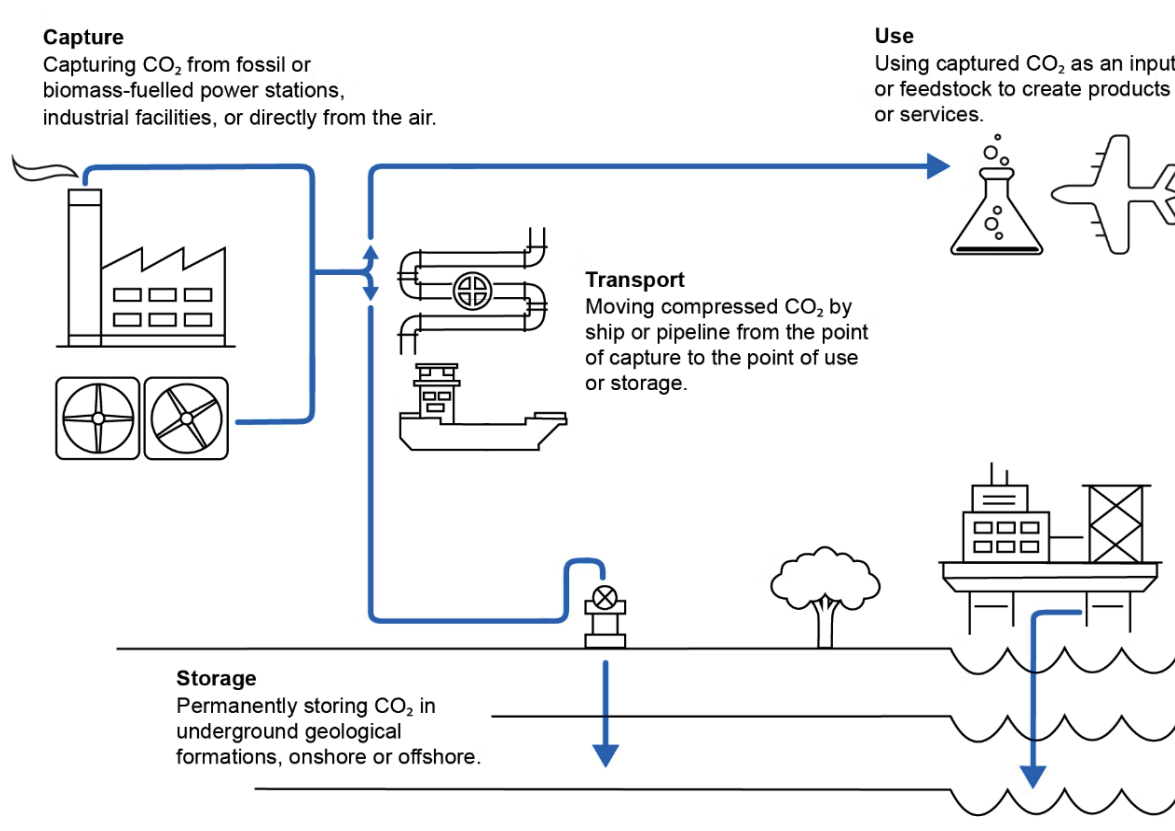 Capture
Capturing CO₂ from fossil or
biomass-fuelled power stations,
industrial facilities, or directly from the air.
Use
Using captured CO₂ as an input
or feedstock to create products
or services.
Transport
Moving compressed CO₂ by
ship or pipeline from the point
of capture to the point of use
or storage.
Storage
Permanently storing CO₂ in
underground geological
formations, onshore or offshore.